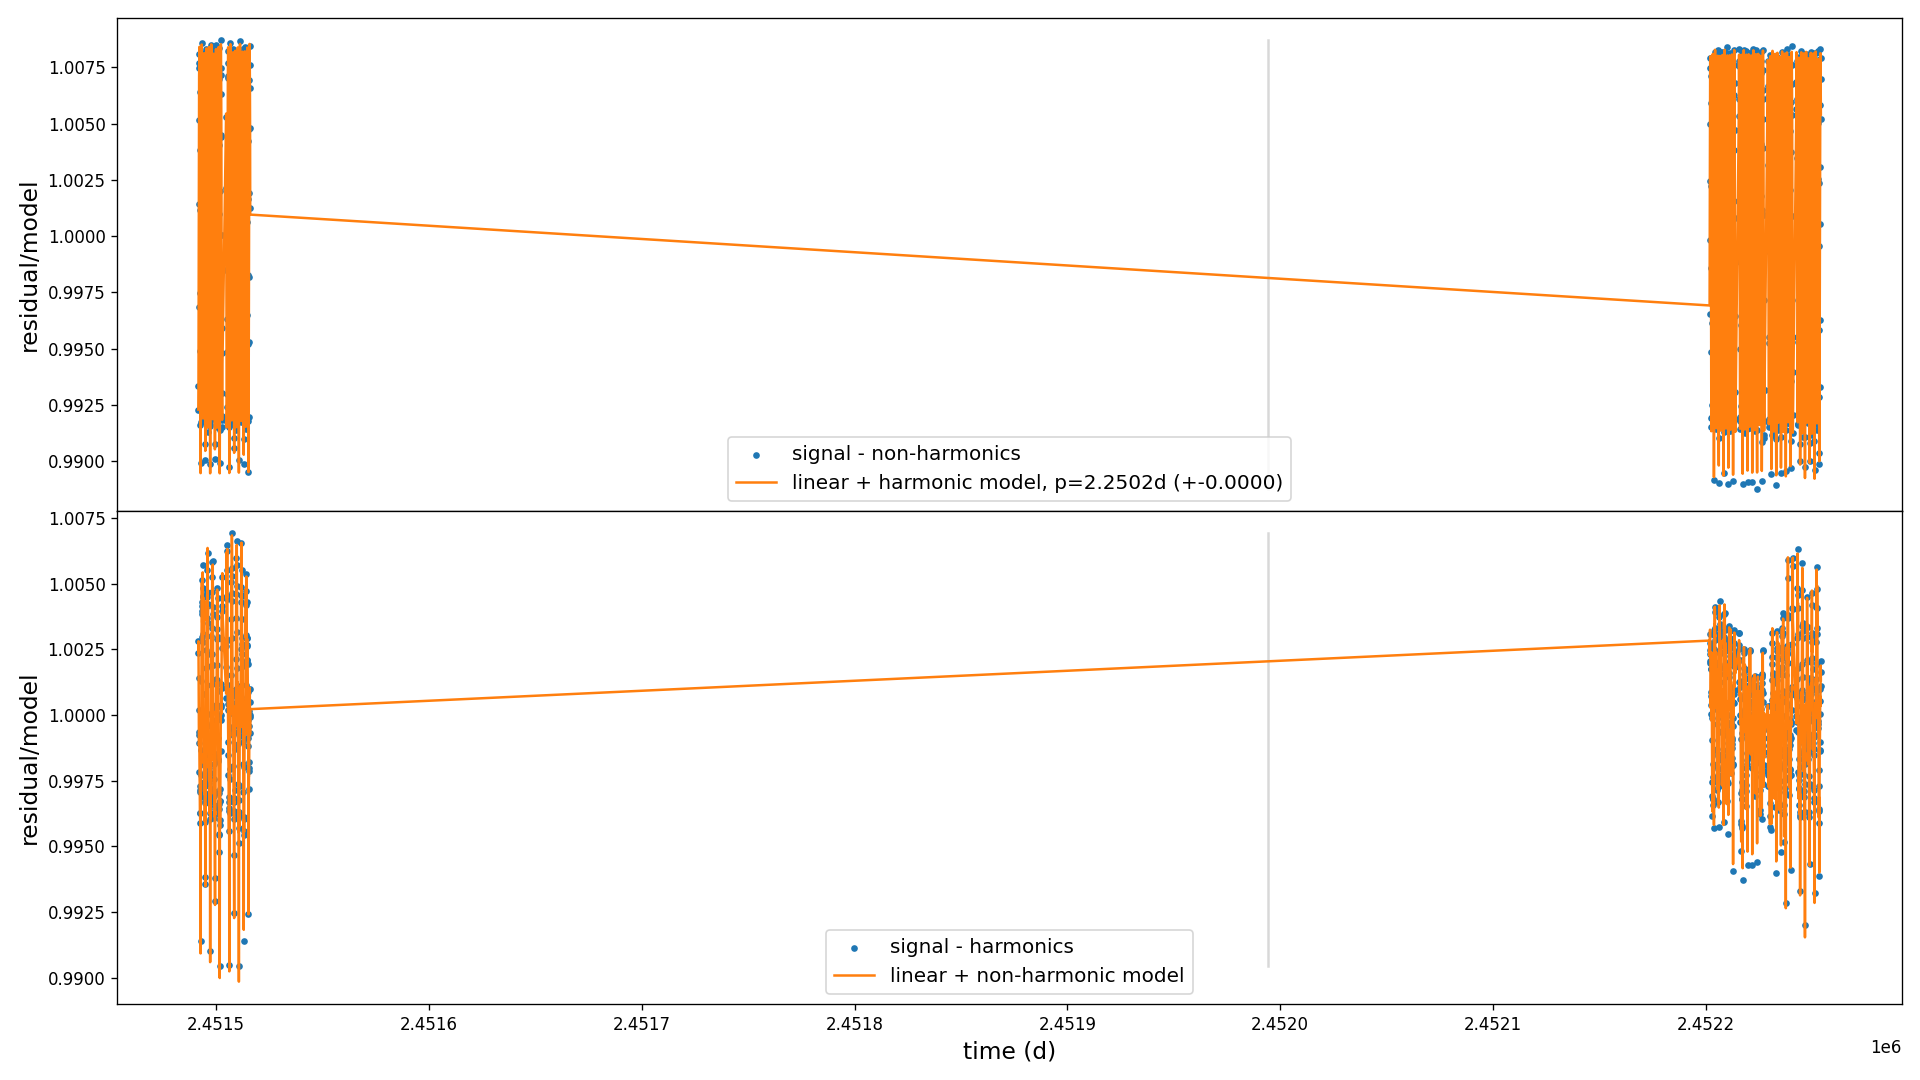 1.0075
1.0050
1.0025
1.0000
0.9975
0.9950
0.9925
0.9900
residual/model
signal - non-harmonics
linear + harmonic model, p=2.2502d (+-0.0000)
1.0075
1.0050
1.0025
1.0000
0.9975
0.9950
0.9925
0.9900
residual/model
signal - harmonics
linear + non-harmonic model
2.4515 2.4516 2.4517 2.4518 2.4519 2.4520 2.4521 2.4522
1e6
time (d)